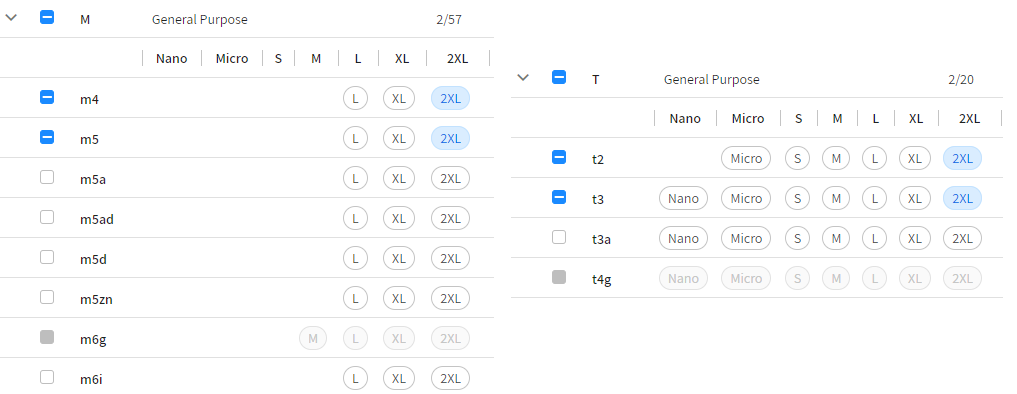 M General Purpose 2/57
Nano Micro S M L XL 2XL
m4 L XL 2XL
m5 L XL 2XL
m5a L XL 2XL
m5ad L XL 2XL
m5d L XL 2XL
m5zn L XL 2XL
m6g M L XL 2XL
m6i L XL 2XL
T General Purpose 2/20
Nano Micro S M L XL 2XL
t2 Micro S M L XL 2XL
t3 Nano Micro S M L XL 2XL
t3a Nano Micro S M L XL 2XL
t4g Nano Micro S M L XL 2XL